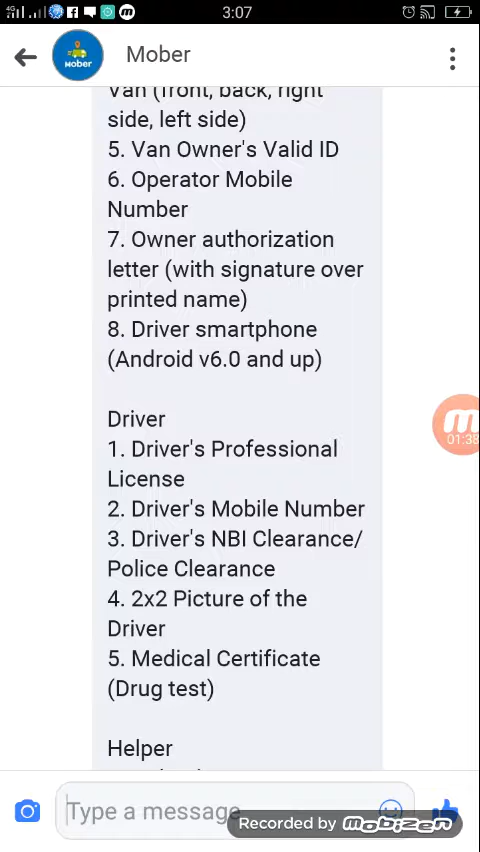 4G
3:07
Mober
Mober
Van (front, back, right
side, left side)
5. Van Owner's Valid ID
6. Operator Mobile
Number
7. Owner authorization
letter (with signature over
printed name)
8. Driver smartphone
(Android v6.0 and up)
01:38
Driver
1. Driver's Professional
License
2. Driver's Mobile Number
3. Driver's NBI Clearance/
Police Clearance
4. 2x2 Picture of the
Driver
5. Medical Certificate
(Drug test)
Helper
Type a message
Recorded by mobizen